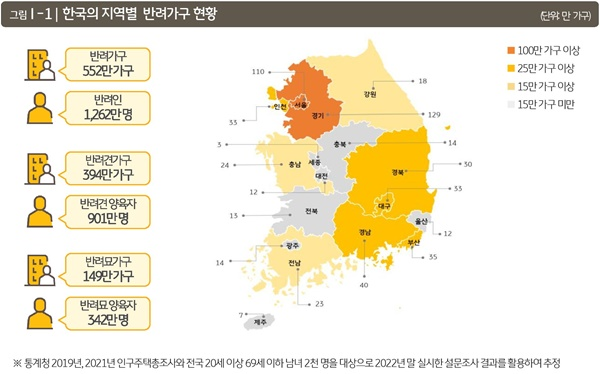 그림 Ⅰ-1 | 한국의 지역별 반려가구 현황
(단위: 만 가구)
반려가구
552만 가구
반려인
1,262만 명
반려견가구
394만 가구
반려견 양육자
901만 명
반려묘가구
149만 가구
반려묘 양육자
342만 명
100만 가구 이상
25만 가구 이상
15만 가구 이상
15만 가구 미만
110
18
강원
서울
인천
경기
35
129
5
충북
14
세종
24
충남
대전
경북
30
12
33
대구
전북
13
울산
경남
12
광주
부산
14
전남
35
40
23
7
제주
※ 통계청 2019년, 2021년 인구주택총조사와 전국 20세 이상 69세 이하 남녀 2천 명을 대상으로 2022년 말 실시한 설문조사 결과를 활용하여 추정